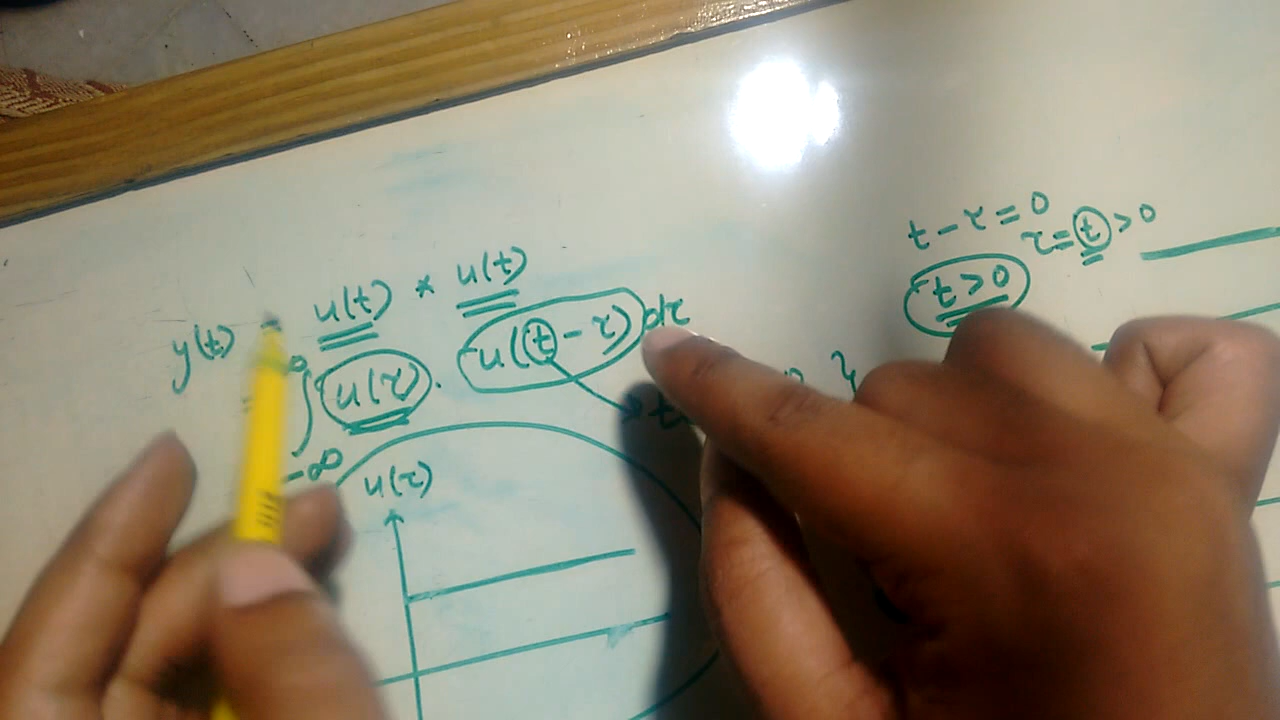 y(t) = u(t) * u(t)
∞
∫ u(τ) . u(t-τ) dτ
-∞
u(τ)
t-τ=0
τ=t>0
t>0